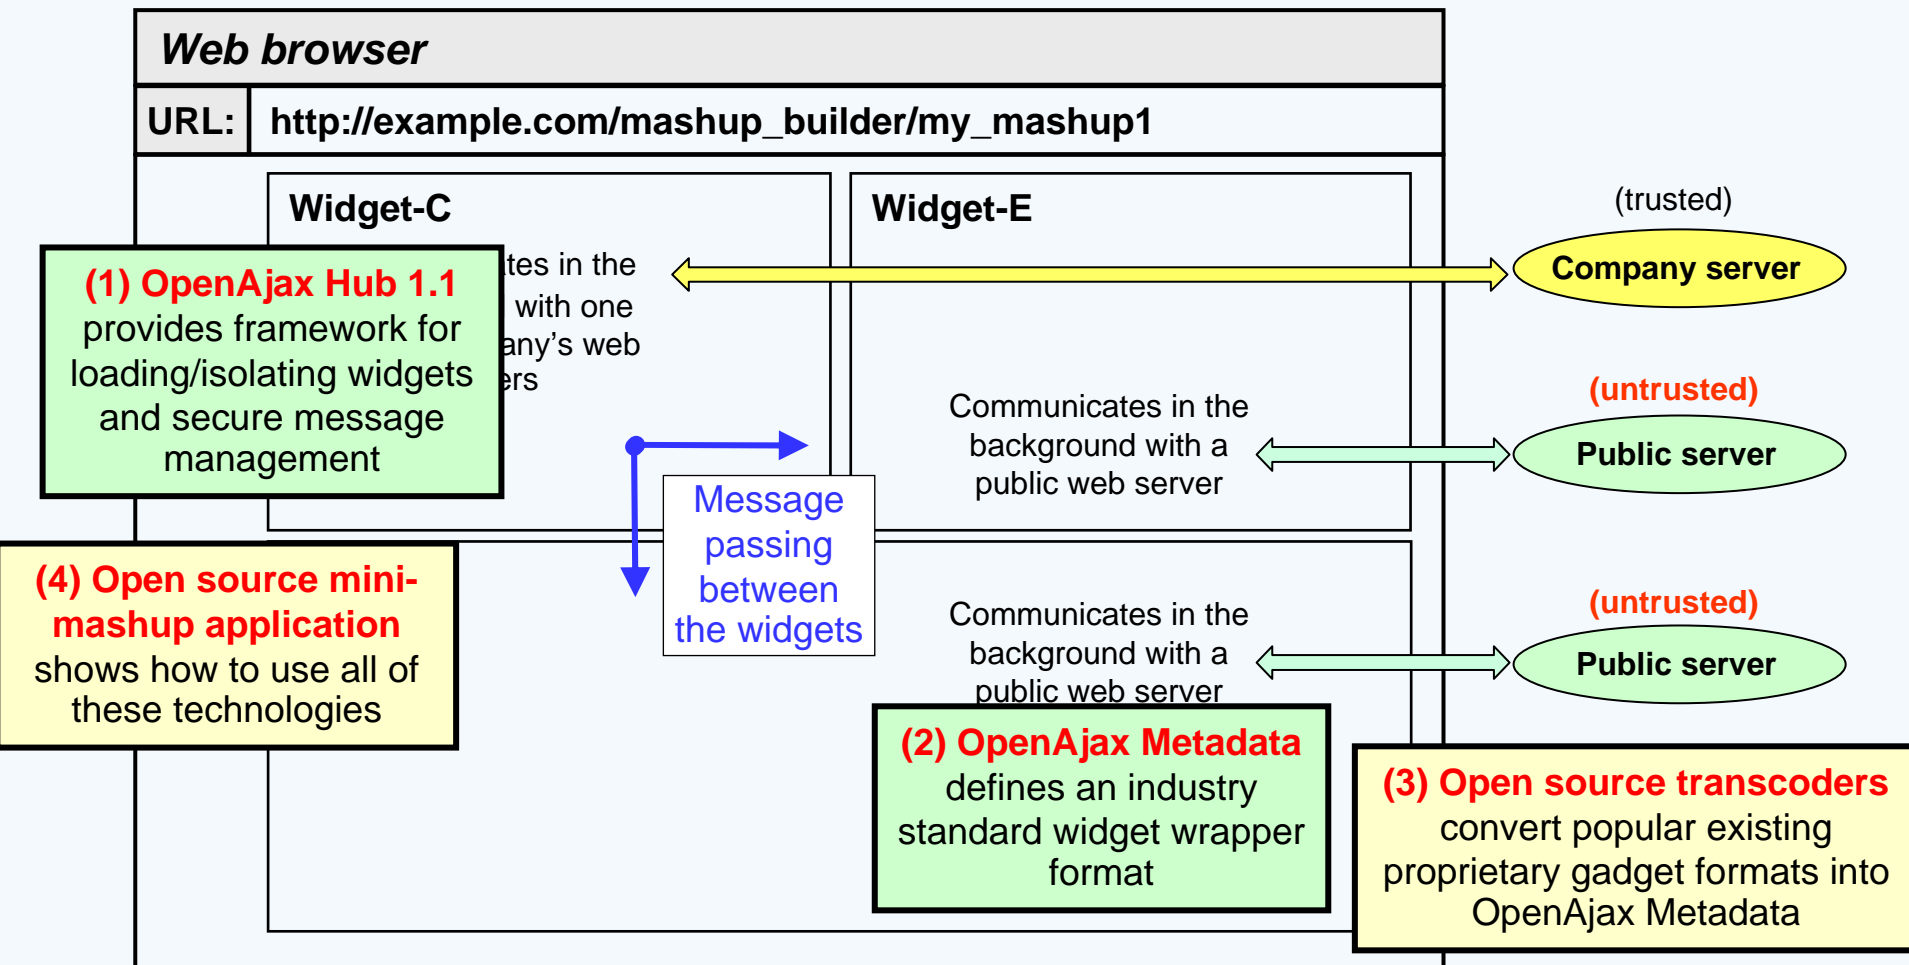 Web browser
URL: http://example.com/mashup_builder/my_mashup1
Widget-C
in the
with one
web
(1) OpenAjax Hub 1.1
provides framework for
loading/isolating widgets
and secure message
management
Widget-E
Communicates in the
background with a
public web server
(trusted)
Company server
(untrusted)
Public server
Message
passing
between
the widgets
(4) Open source mini-
mashup application
shows how to use all of
these technologies
Communicates in the
background with a
public web server
(untrusted)
Public server
(2) OpenAjax Metadata
defines an industry
standard widget wrapper
format
(3) Open source transcoders
convert popular existing
proprietary gadget formats into
OpenAjax Metadata